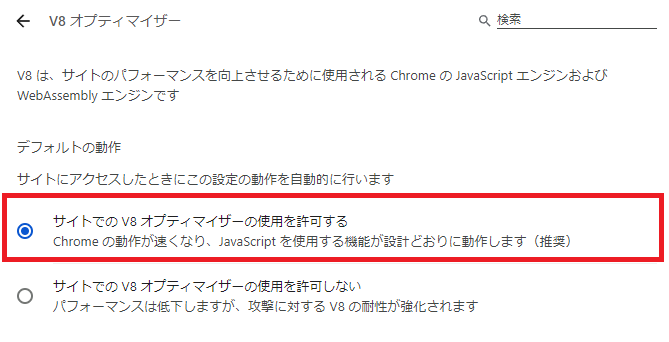 V8 オプティマイザー
検索
V8 は、サイトのパフォーマンスを向上させるために使用される Chrome の JavaScript エンジンおよび
WebAssembly エンジンです
デフォルトの動作
サイトにアクセスしたときにこの設定の動作を自動的に行います
サイトでの V8 オプティマイザーの使用を許可する
Chrome の動作が速くなり、JavaScript を使用する機能が設計どおりに動作します（推奨）
サイトでの V8 オプティマイザーの使用を許可しない
パフォーマンスは低下しますが、攻撃に対する V8 の耐性が強化されます